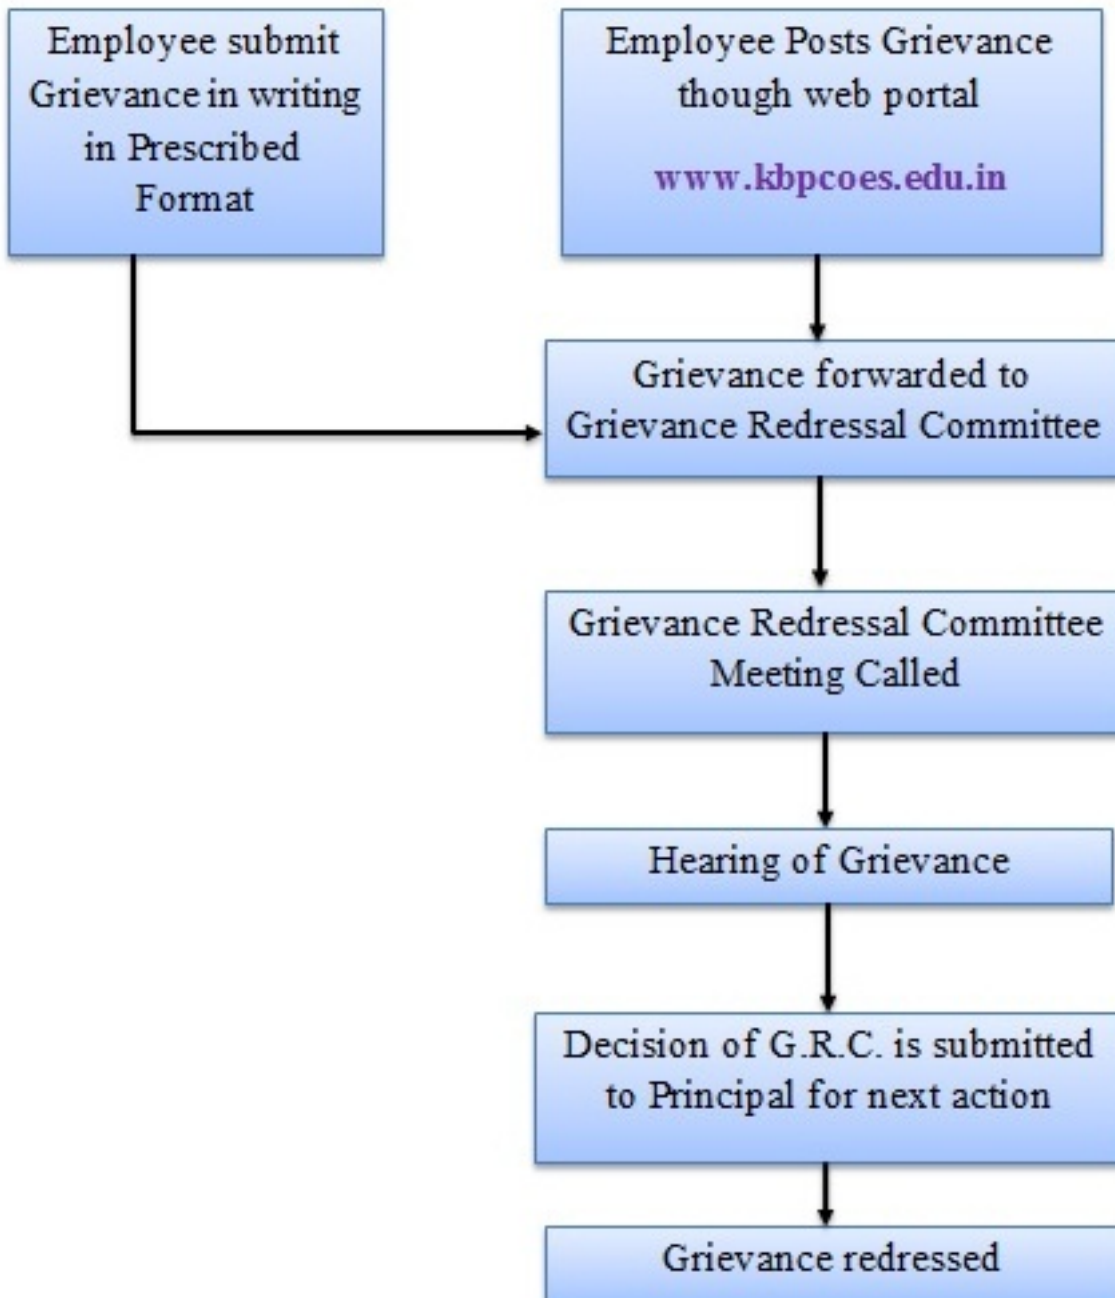 Employee submit
Grievance in writing
in Prescribed
Format
Employee Posts Grievance
though web portal
www.kbpcoes.edu.in
Grievance forwarded to
Grievance Redressal Committee
Grievance Redressal Committee
Meeting Called
Hearing of Grievance
Decision of G.R.C. is submitted
to Principal for next action
Grievance redressed